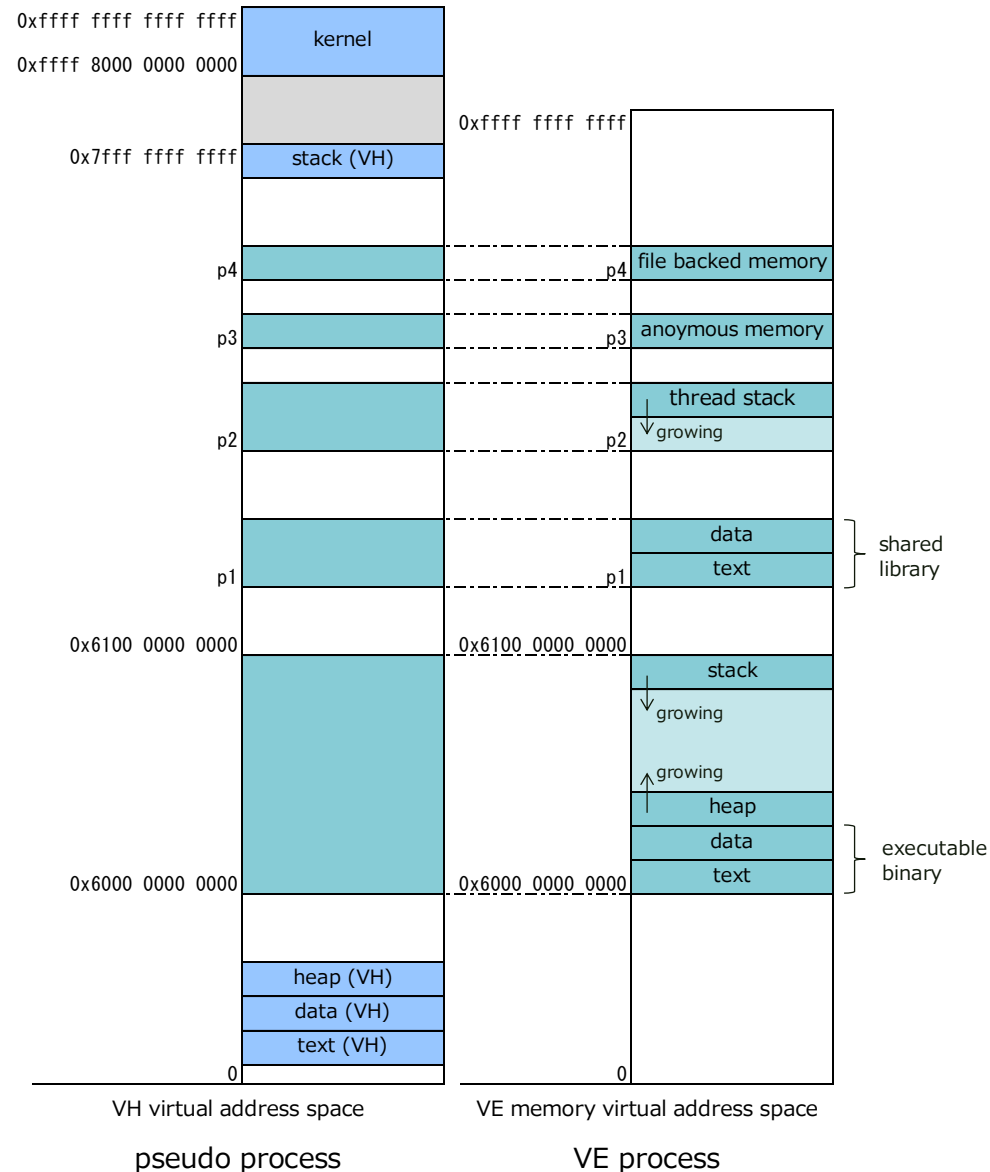 0xffff ffff ffff ffff
kernel
0xffff 8000 0000 0000
0xffff ffff ffff
0x7fff ffff ffff
stack (VH)
p4
p4
file backed memory
p3
p3
anoymous memory
thread stack
growing
p2
p2
data
shared
library
text
p1
p1
0x6100 0000 0000
0x6100 0000 0000
stack
growing
growing
heap
data
executable
binary
text
0x6000 0000 0000
0x6000 0000 0000
heap (VH)
data (VH)
text (VH)
0
0
VH virtual address space
VE memory virtual address space
pseudo process
VE process